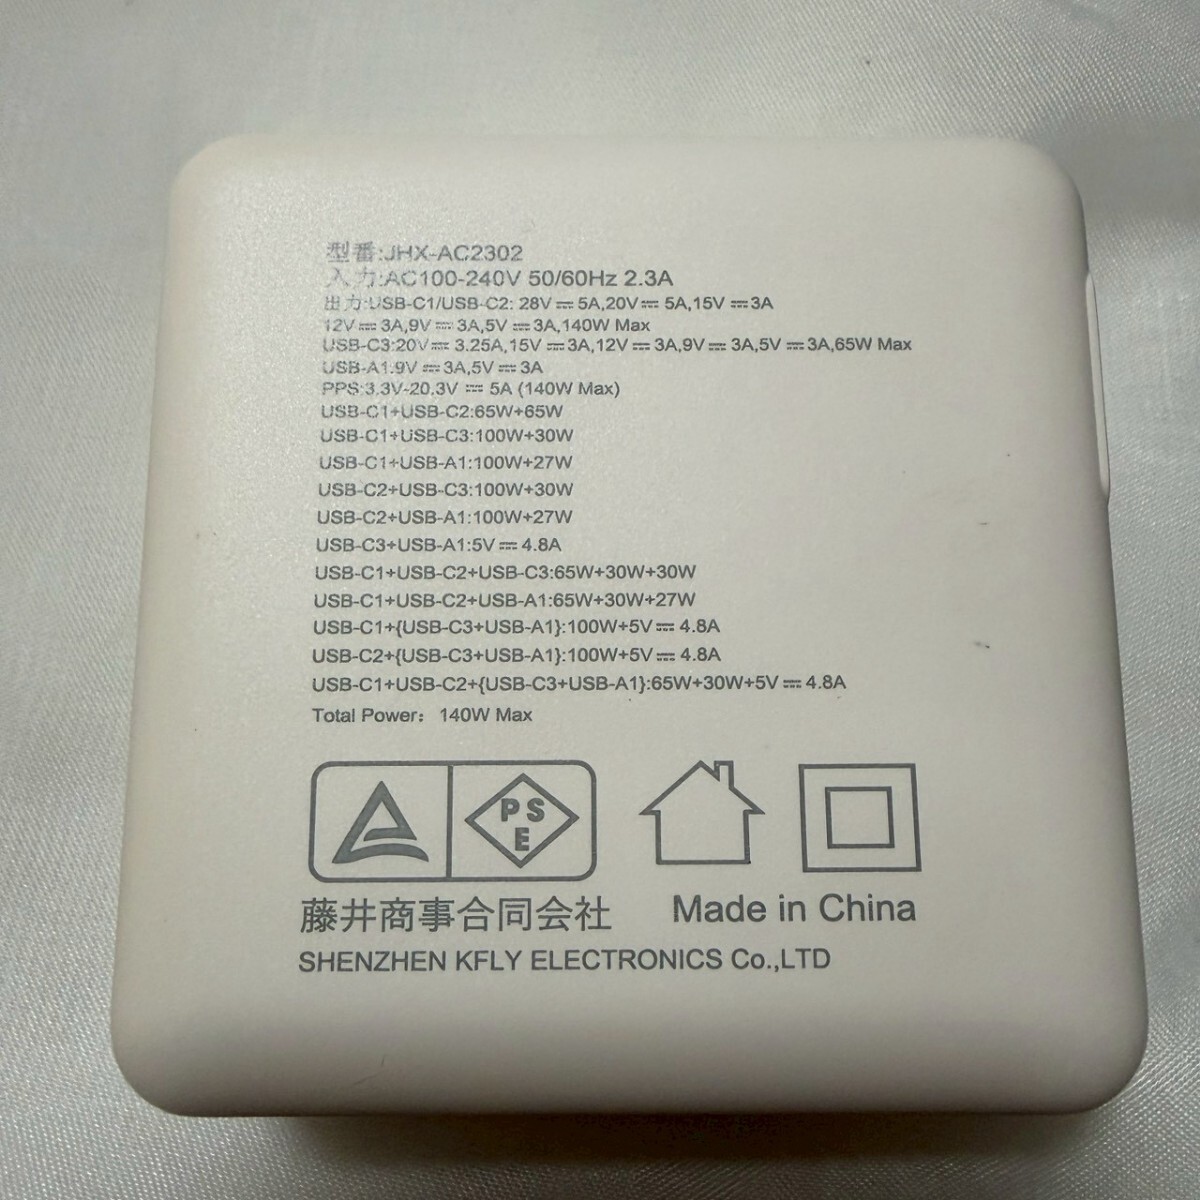 型番:JHX-AC2302
入力:AC100-240V 50/60Hz 2.3A
出力:USB-C1/USB-C2: 28V⎓5A,20V⎓5A,15V⎓3A
12V⎓3A,9V⎓3A,5V⎓3A,140W Max
USB-C3:20V⎓3.25A,15V⎓3A,12V⎓3A,9V⎓3A,5V⎓3A,65W Max
USB-A1:9V⎓3A,5V⎓3A
PPS:3.3V-20.3V⎓5A (140W Max)
USB-C1+USB-C2:65W+65W
USB-C1+USB-C3:100W+30W
USB-C1+USB-A1:100W+27W
USB-C2+USB-C3:100W+30W
USB-C2+USB-A1:100W+27W
USB-C3+USB-A1:5V⎓4.8A
USB-C1+USB-C2+USB-C3:65W+30W+30W
USB-C1+USB-C2+USB-A1:65W+30W+27W
USB-C1+{USB-C3+USB-A1}:100W+5V⎓4.8A
USB-C2+{USB-C3+USB-A1}:100W+5V⎓4.8A
USB-C1+USB-C2+{USB-C3+USB-A1}:65W+30W+5V⎓4.8A
Total Power：140W Max
PS
E
藤井商事合同会社
Made in China
SHENZHEN KFLY ELECTRONICS Co.,LTD